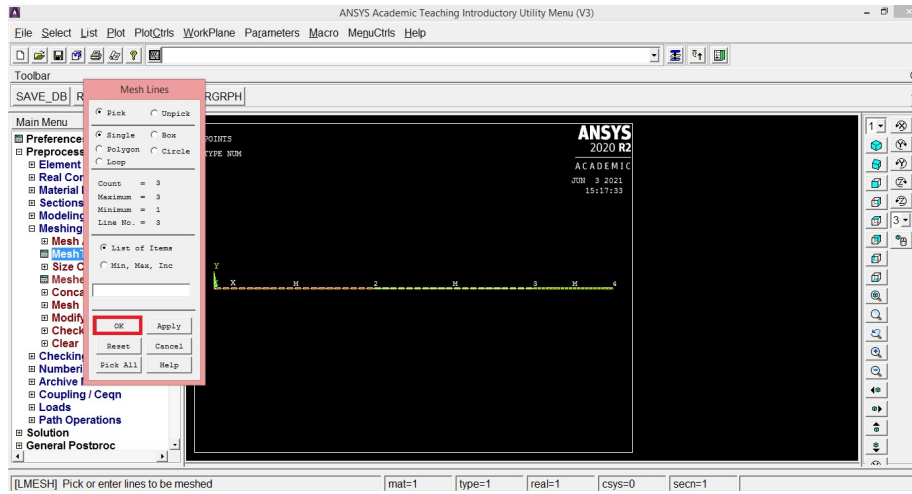 ANSYS Academic Teaching Introductory Utility Menu (V3)
File Select List Plot PlotCtrls WorkPlane Parameters Macro MenuCtrls Help
Toolbar
SAVE_DB R
RGRPH
Main Menu
Preference
Preprocess
Element
Real Con
Material
Sections
Modeling
Meshing
Mesh
MeshT
Size C
Meshe
Conca
Mesh
Modify
Check
Clear
Checking
Numberi
Archive
Coupling / Ceqn
Loads
Path Operations
Solution
General Postproc
Mesh Lines
Pick Unpick
Single Box
Polygon Circle
Loop
Count = 3
Maximum = 3
Minimum = 1
Line No. = 3
List of Items
Min, Max, Inc
OK Apply
Reset Cancel
Pick All Help
POINTS
TYPE NUM
ANSYS
2020 R2
ACADEMIC
JUN 3 2021
15:17:33
Y
X M 2 M 3 M 4
1
3
[LMESH] Pick or enter lines to be meshed
mat=1 type=1 real=1 csys=0 secn=1